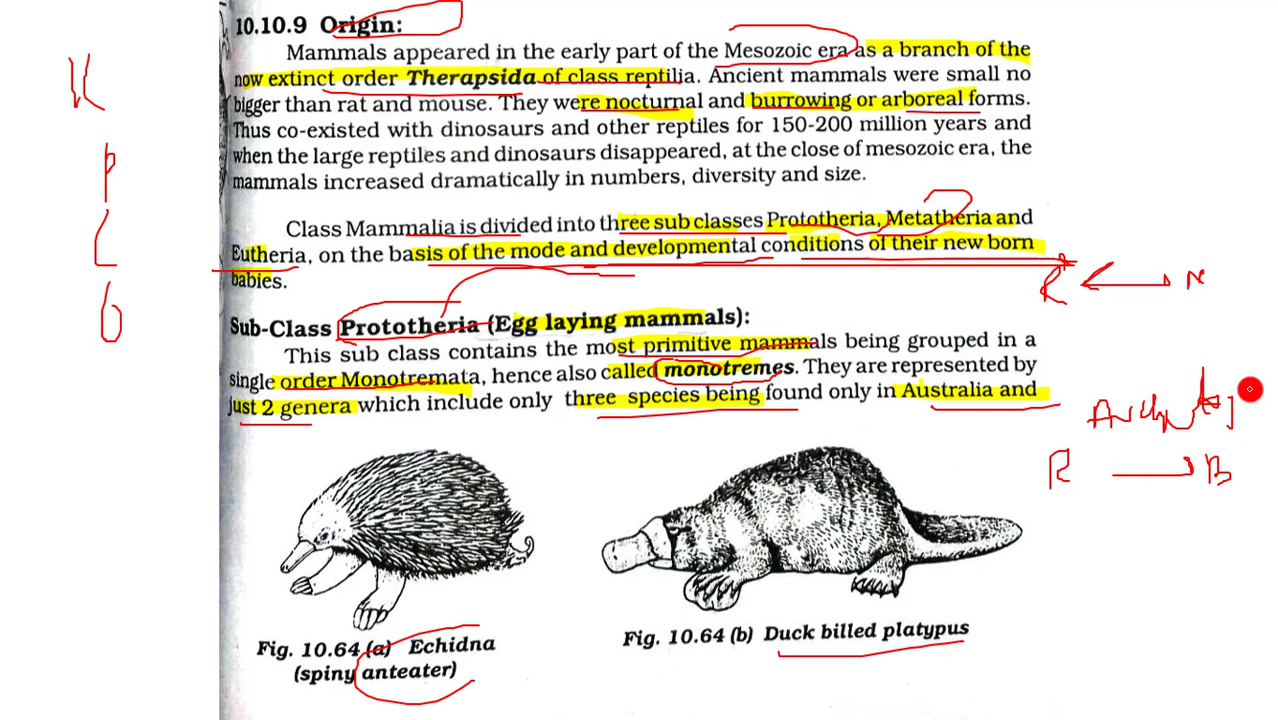 10.10.9 Origin:
Mammals appeared in the early part of the Mesozoic era as a branch of the
now extinct order Therapsida of class reptilia. Ancient mammals were small no
bigger than rat and mouse. They were nocturnal and burrowing or arboreal forms.
Thus co-existed with dinosaurs and other reptiles for 150-200 million years and
when the large reptiles and dinosaurs disappeared, at the close of mesozoic era, the
mammals increased dramatically in numbers, diversity and size.
Class Mammalia is divided into three sub classes Prototheria, Metatheria and
Eutheria, on the basis of the mode and developmental conditions of their new born
babies.
Sub-Class Prototheria (Egg laying mammals):
This sub class contains the most primitive mammals being grouped in a
single order Monotremata, hence also called monotremes. They are represented by
just 2 genera which include only three species being found only in Australia and
Fig. 10.64 (a) Echidna
(spiny anteater)
Fig. 10.64 (b) Duck billed platypus
K
P
C
O
R
R
B